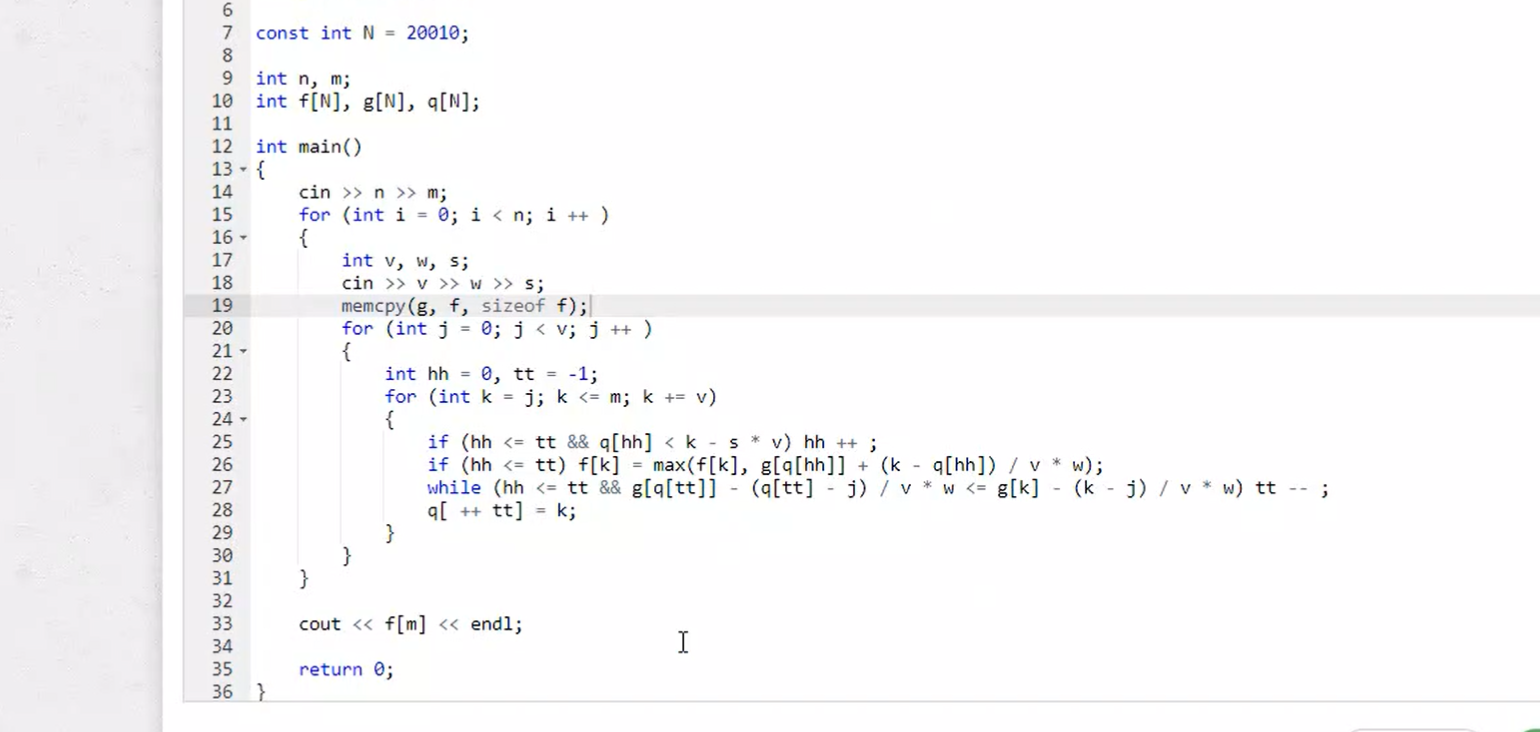 6
7 const int N = 20010;
8
9 int n, m;
10 int f[N], g[N], q[N];
11
12 int main()
13 {
14     cin >> n >> m;
15     for (int i = 0; i < n; i ++ )
16     {
17         int v, w, s;
18         cin >> v >> w >> s;
19         memcpy(g, f, sizeof f);
20         for (int j = 0; j < v; j ++ )
21         {
22             int hh = 0, tt = -1;
23             for (int k = j; k <= m; k += v)
24             {
25                 if (hh <= tt && q[hh] < k - s * v) hh ++ ;
26                 if (hh <= tt) f[k] = max(f[k], g[q[hh]] + (k - q[hh]) / v * w);
27                 while (hh <= tt && g[q[tt]] - (q[tt] - j) / v * w <= g[k] - (k - j) / v * w) tt -- ;
28                 q[ ++ tt] = k;
29             }
30         }
31     }
32
33     cout << f[m] << endl;
34
35     return 0;
36 }